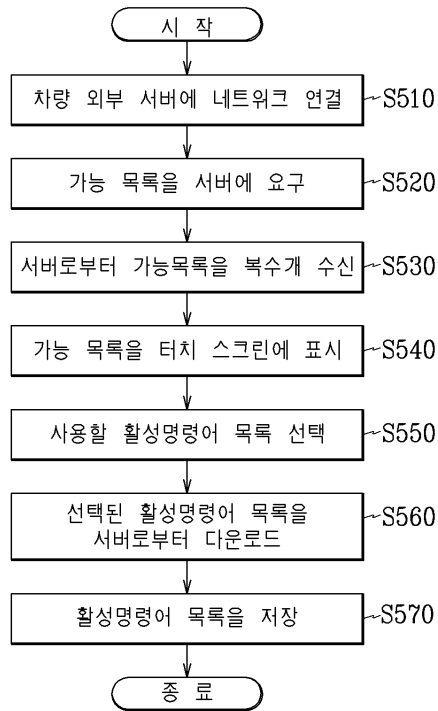 시 작
차량 외부 서버에 네트워크 연결
S510
가능 목록을 서버에 요구
S520
서버로부터 가능목록을 복수개 수신
S530
가능 목록을 터치 스크린에 표시
S540
사용할 활성명령어 목록 선택
S550
선택된 활성명령어 목록을
서버로부터 다운로드
S560
활성명령어 목록을 저장
S570
종 료